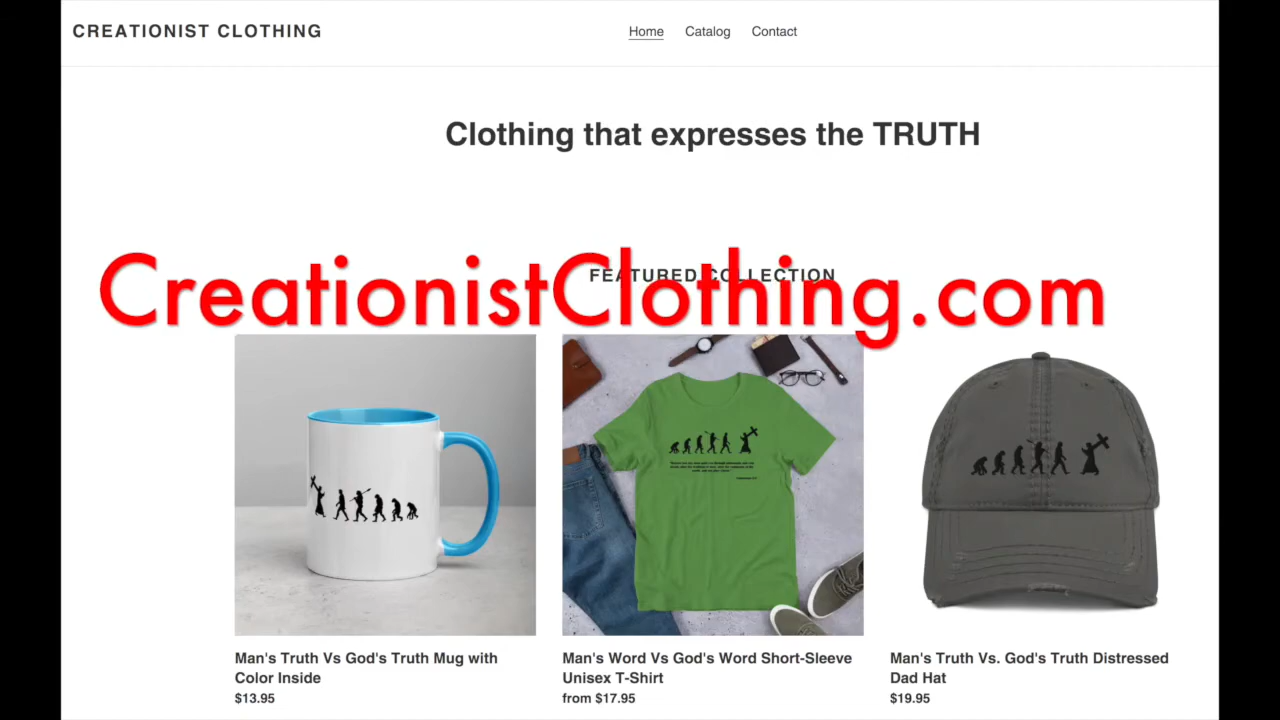 CREATIONIST CLOTHING
Home Catalog Contact
Clothing that expresses the TRUTH
FEATURED COLLECTION
CreationistClothing.com
Man's Truth Vs God's Truth Mug with
Color Inside
$13.95
Man's Word Vs God's Word Short-Sleeve
Unisex T-Shirt
from $17.95
Man's Truth Vs. God's Truth Distressed
Dad Hat
$19.95